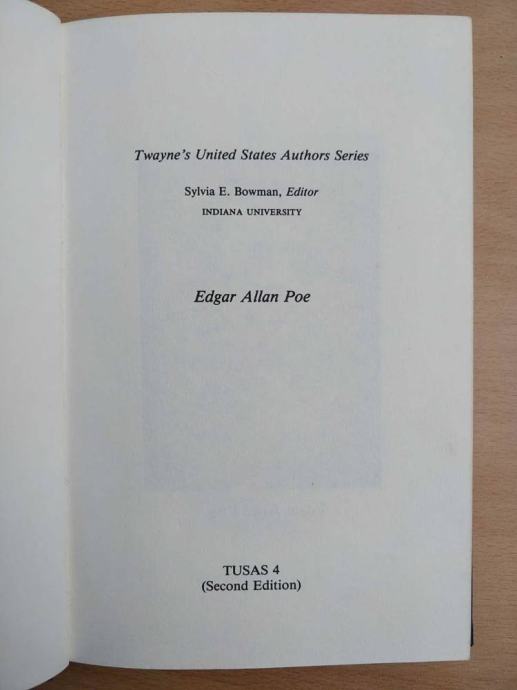 Twayne's United States Authors Series
Sylvia E. Bowman, Editor
INDIANA UNIVERSITY
Edgar Allan Poe
TUSAS 4
(Second Edition)